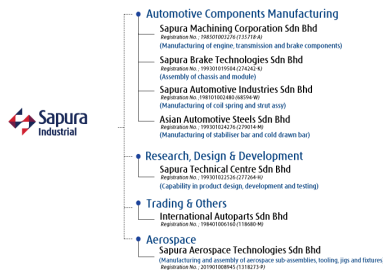 Automotive Components Manufacturing
Sapura Machining Corporation Sdn Bhd
Registration No., 198501003276 (135718-A)
(Manufacturing of engine, transmission and brake components)
Sapura Brake Technologies Sdn Bhd
Registration No., 199301019504 (274242-K)
(Assembly of chassis and module)
Sapura Automotive Industries Sdn Bhd
Registration No., 198101002480 (68594-W)
(Manufacturing of coil spring and strut assy)
Asian Automotive Steels Sdn Bhd
Registration No., 199301024276 (279014-M)
(Manufacturing of stabiliser bar and cold drawn bar)
Sapura
Industrial
Research, Design & Development
Sapura Technical Centre Sdn Bhd
Registration No., 199301022526 (277264-H)
(Capability in product design, development and testing)
Trading & Others
International Autoparts Sdn Bhd
Registration No., 198401006160 (118680-M)
Aerospace
Sapura Aerospace Technologies Sdn Bhd
(Manufacturing and assembly of aerospace sub-assemblies, tooling, jigs and fixtures
Registration No., 201901008945 (1318273-P)